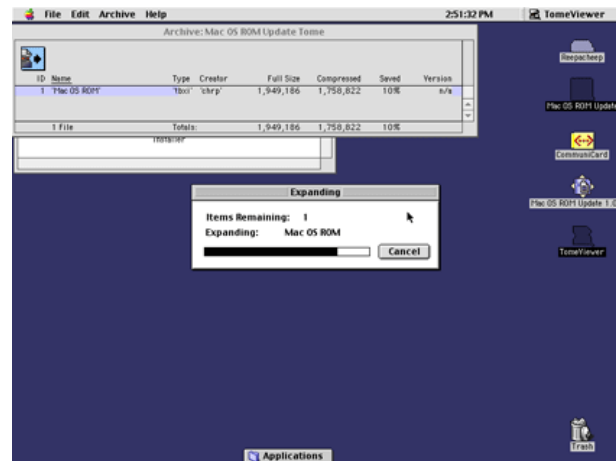 File Edit Archive Help 2:51:32 PM TomeViewer
Archive: Mac OS ROM Update Tome
ID Name Type Creator Full Size Compressed Saved Version
1 'Mac OS ROM' 'tbxi' 'chrp' 1,949,186 1,758,822 10% n/a
1 File Totals: 1,949,186 1,758,822 10%
Installer
Expanding
Items Remaining: 1
Expanding: Mac OS ROM
Cancel
Reepacheep
Mac OS ROM Update
CommuniCard
Mac OS ROM Update 1.0
TomeViewer
Trash
Applications